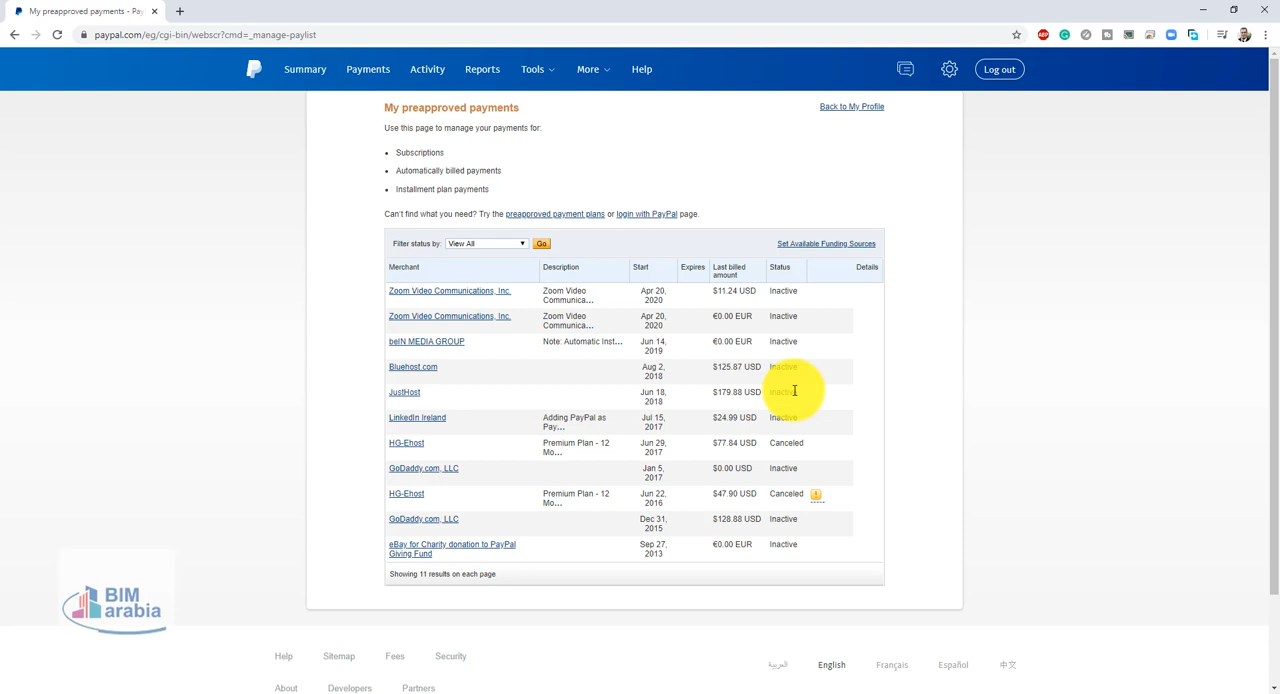 My preapproved payments - Pay
paypal.com/eg/cgi-bin/webscr?cmd=_manage-paylist
ABP
Summary Payments Activity Reports Tools More Help Log out
My preapproved payments Back to My Profile
Use this page to manage your payments for:
Subscriptions
Automatically billed payments
Installment plan payments
Can't find what you need? Try the preapproved payment plans or login with PayPal page.
Filter status by: View All Go Set Available Funding Sources
Merchant Description Start Expires Last billed amount Status Details
Zoom Video Communications, Inc. Zoom Video Communica... Apr 20, 2020 $11.24 USD Inactive
Zoom Video Communications, Inc. Zoom Video Communica... Apr 20, 2020 €0.00 EUR Inactive
beIN MEDIA GROUP Note: Automatic Inst... Jun 14, 2019 €0.00 EUR Inactive
Bluehost.com Aug 2, 2018 $125.87 USD Inactive
JustHost Jun 18, 2018 $179.88 USD Inactive
LinkedIn Ireland Adding PayPal as Pay... Jul 15, 2017 $24.99 USD Inactive
HG-Ehost Premium Plan - 12 Mo... Jun 29, 2017 $77.84 USD Canceled
GoDaddy.com, LLC Jan 5, 2017 $0.00 USD Inactive
HG-Ehost Premium Plan - 12 Mo... Jun 22, 2016 $47.90 USD Canceled
GoDaddy.com, LLC Dec 31, 2015 $128.88 USD Inactive
eBay for Charity donation to PayPal Giving Fund Sep 27, 2013 €0.00 EUR Inactive
Showing 11 results on each page
BIM
arabia
Help Sitemap Fees Security
العربية English Français Español 中文
About Developers Partners